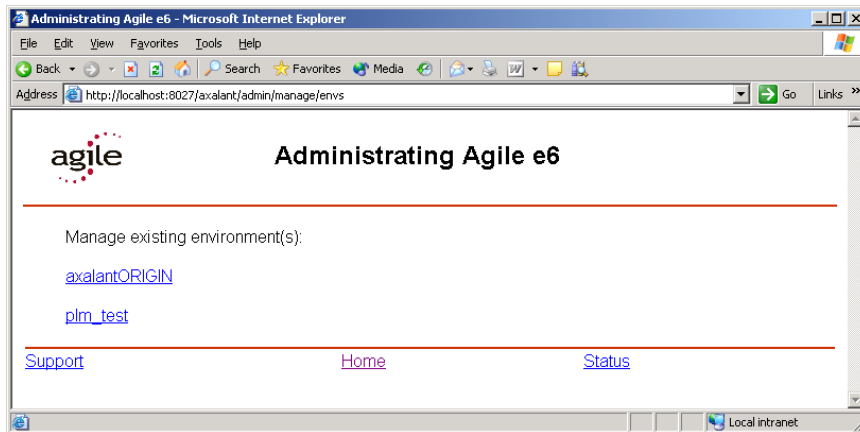 Administrating Agile e6 - Microsoft Internet Explorer
File Edit View Favorites Tools Help
Back Search Favorites Media
Address http://localhost:8027/axalant/admin/manage/envs Go Links »
agile Administrating Agile e6
Manage existing environment(s):
axalantORIGIN
plm_test
Support Home Status
Local intranet